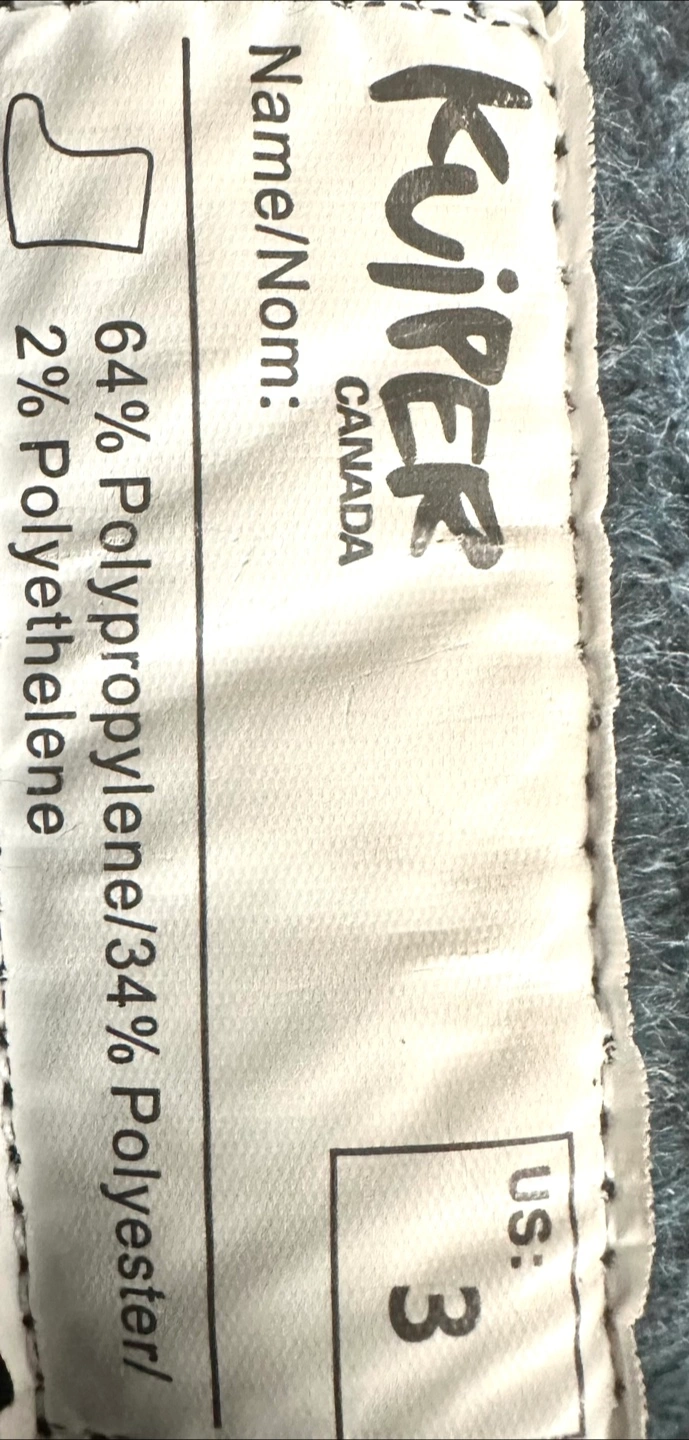 KUIPER
CANADA
US:
3
Name/Nom:
64% Polypropylene/34% Polyester/
2% Polyethelene